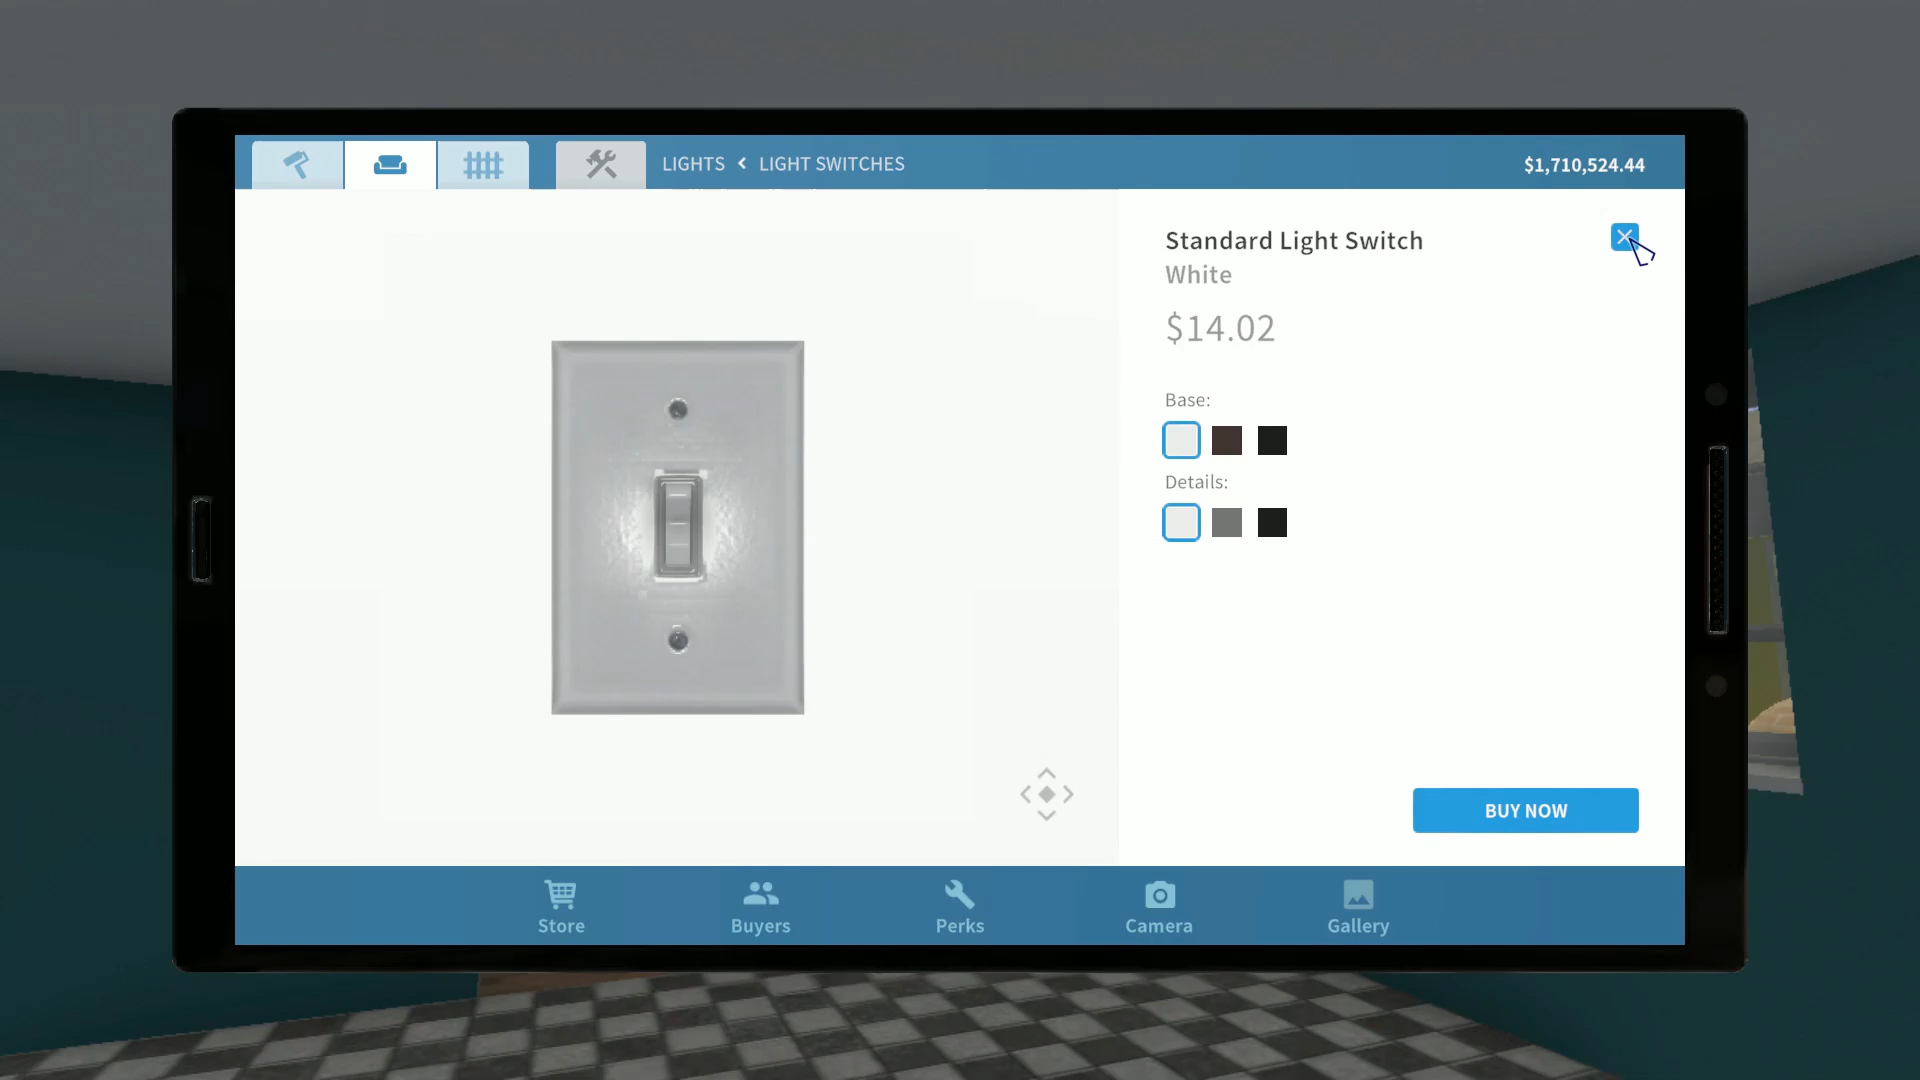 LIGHTS < LIGHT SWITCHES
$1,710,524.44
Standard Light Switch
White
$14.02
Base:
Details:
BUY NOW
Store
Buyers
Perks
Camera
Gallery